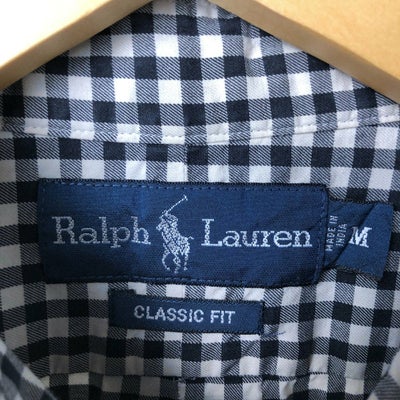 Ralph Lauren
MADE IN
INDIA
M
CLASSIC FIT